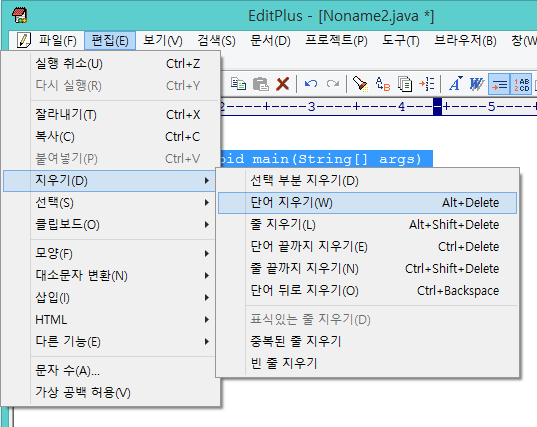 EditPlus - [Noname2.java *]
파일(F) 편집(E) 보기(V) 검색(S) 문서(D) 프로젝트(P) 도구(T) 브라우저(B) 창(W
실행 취소(U) Ctrl+Z
다시 실행(R) Ctrl+Y
잘라내기(T) Ctrl+X
복사(C) Ctrl+C
붙여넣기(P) Ctrl+V
지우기(D)
선택(S)
클립보드(O)
모양(F)
대소문자 변환(N)
삽입(I)
HTML
다른 기능(E)
문자 수(A)...
가상 공백 허용(V)
2----+----3----+----4----+----5--
oid main(String[] args)
선택 부분 지우기(D)
단어 지우기(W) Alt+Delete
줄 지우기(L) Alt+Shift+Delete
단어 끝까지 지우기(E) Ctrl+Delete
줄 끝까지 지우기(N) Ctrl+Shift+Delete
단어 뒤로 지우기(O) Ctrl+Backspace
표식있는 줄 지우기(D)
중복된 줄 지우기
빈 줄 지우기